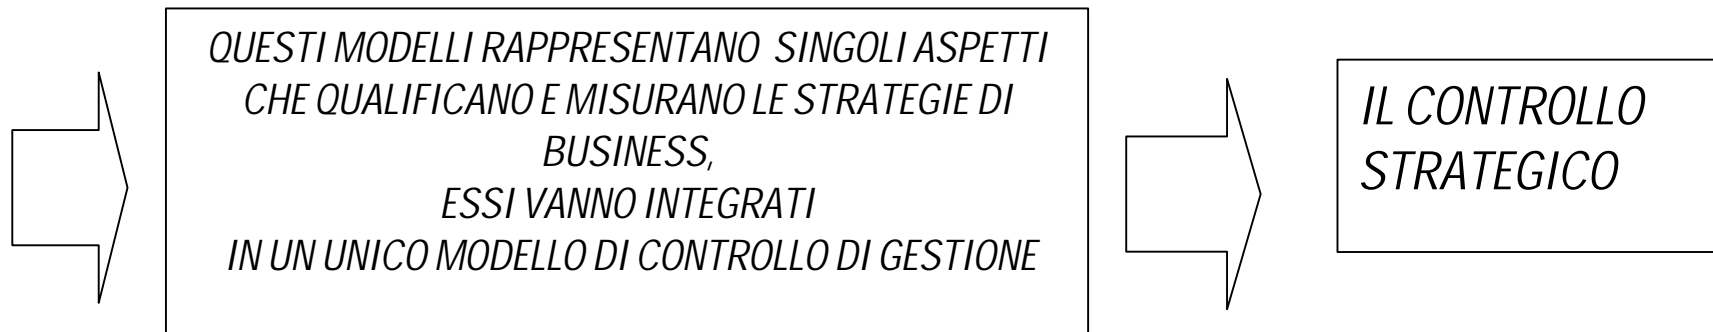 QUESTI MODELLI RAPPRESENTANO SINGOLI ASPETTI
CHE QUALIFICANO E MISURANO LE STRATEGIE DI
BUSINESS,
ESSI VANNO INTEGRATI
IN UN UNICO MODELLO DI CONTROLLO DI GESTIONE
IL CONTROLLO
STRATEGICO